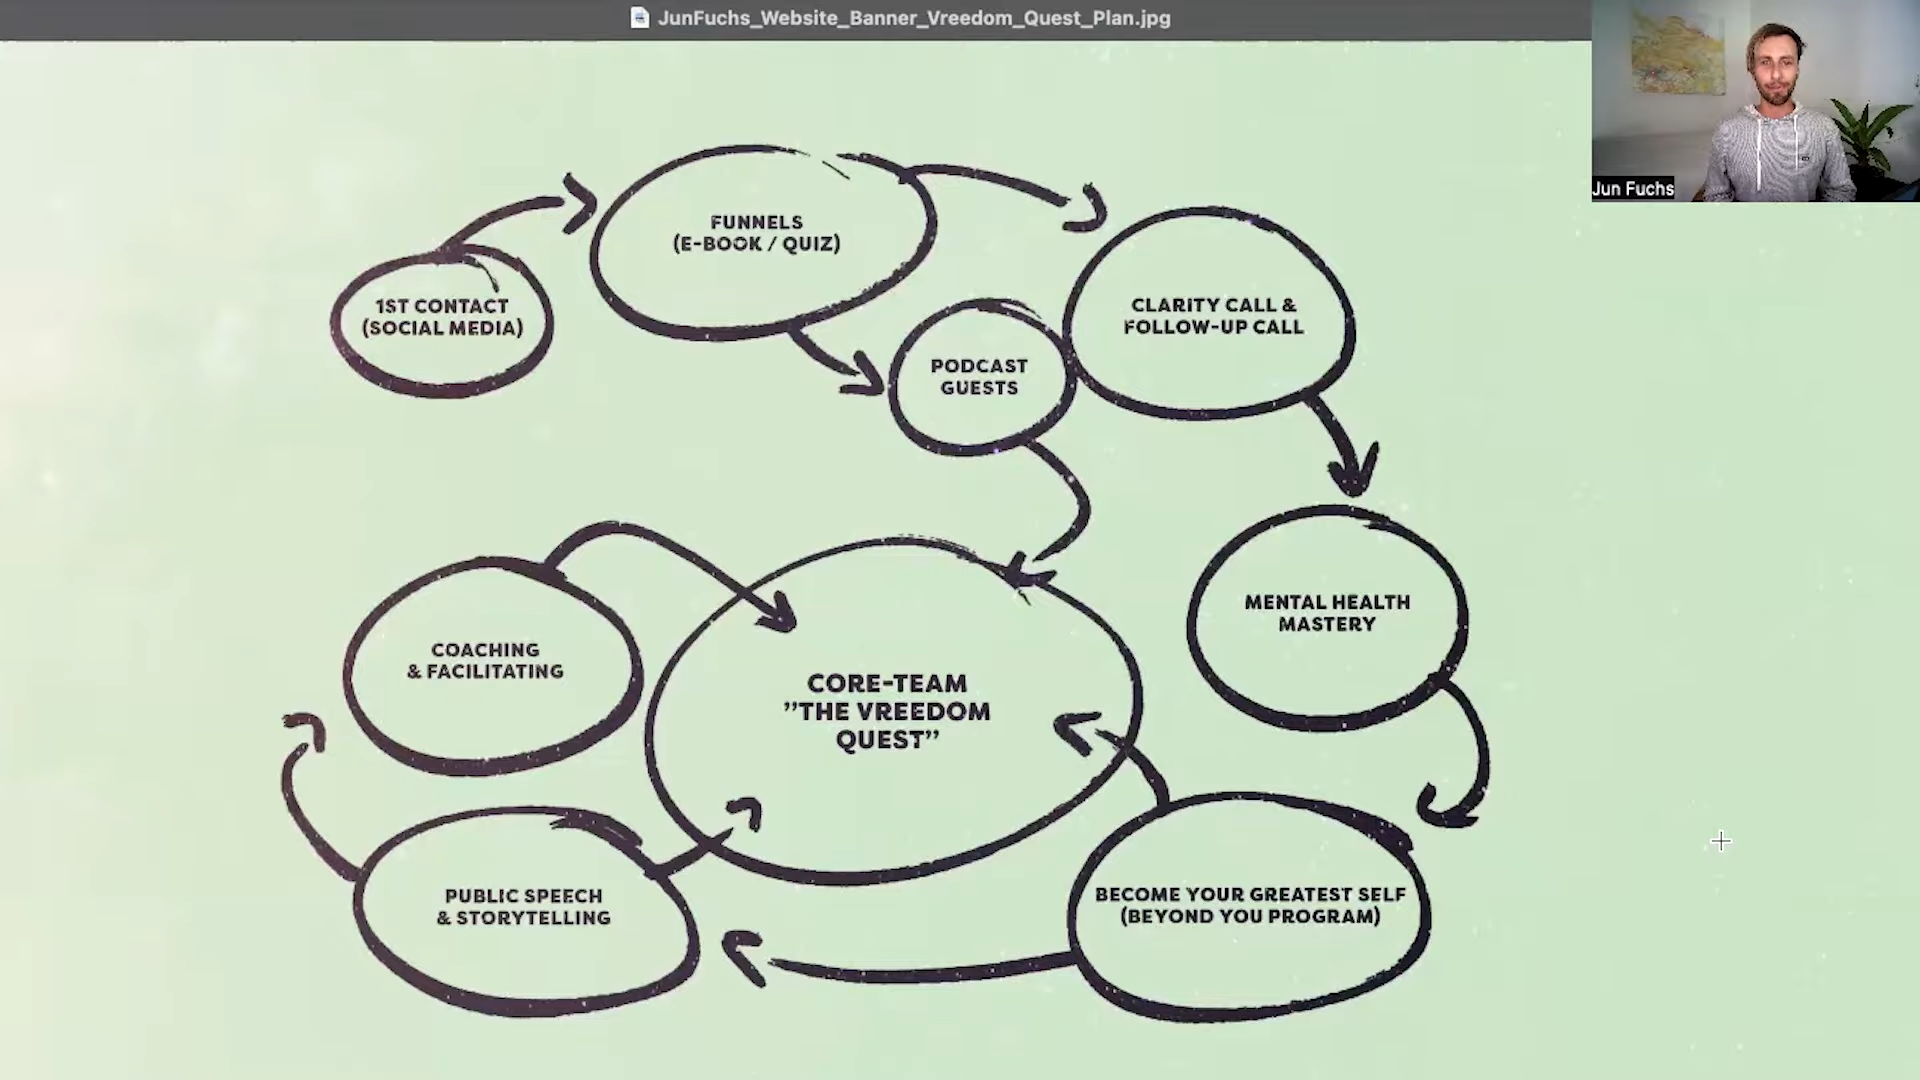 JunFuchs_Website_Banner_Vreedom_Quest_Plan.jpg
Jun Fuchs
FUNNELS
(E-BOOK / QUIZ)
1ST CONTACT
(SOCIAL MEDIA)
CLARITY CALL &
FOLLOW-UP CALL
PODCAST
GUESTS
MENTAL HEALTH
MASTERY
COACHING
& FACILITATING
CORE-TEAM
"THE VREEDOM
QUEST"
PUBLIC SPEECH
& STORYTELLING
BECOME YOUR GREATEST SELF
(BEYOND YOU PROGRAM)